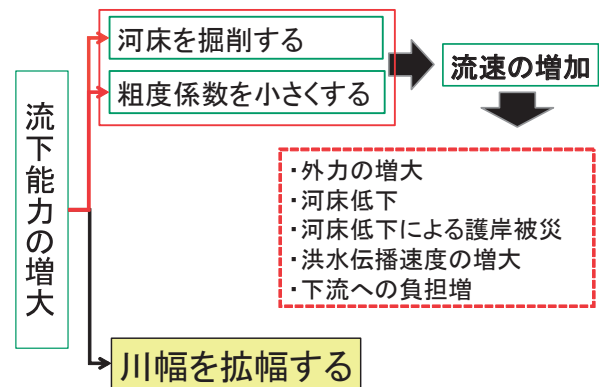 流下能力の増大
河床を掘削する
粗度係数を小さくする
流速の増加
・外力の増大
・河床低下
・河床低下による護岸被災
・洪水伝播速度の増大
・下流への負担増
川幅を拡幅する